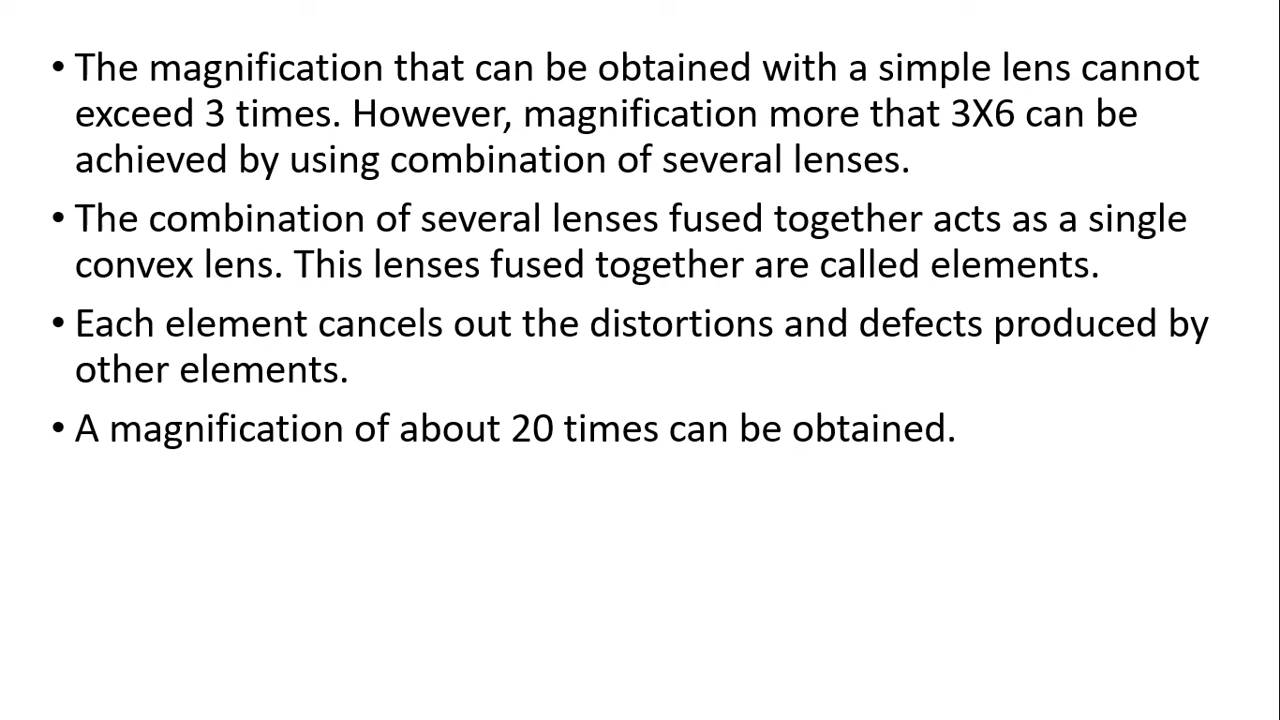 • The magnification that can be obtained with a simple lens cannot
exceed 3 times. However, magnification more that 3X6 can be
achieved by using combination of several lenses.
• The combination of several lenses fused together acts as a single
convex lens. This lenses fused together are called elements.
• Each element cancels out the distortions and defects produced by
other elements.
• A magnification of about 20 times can be obtained.